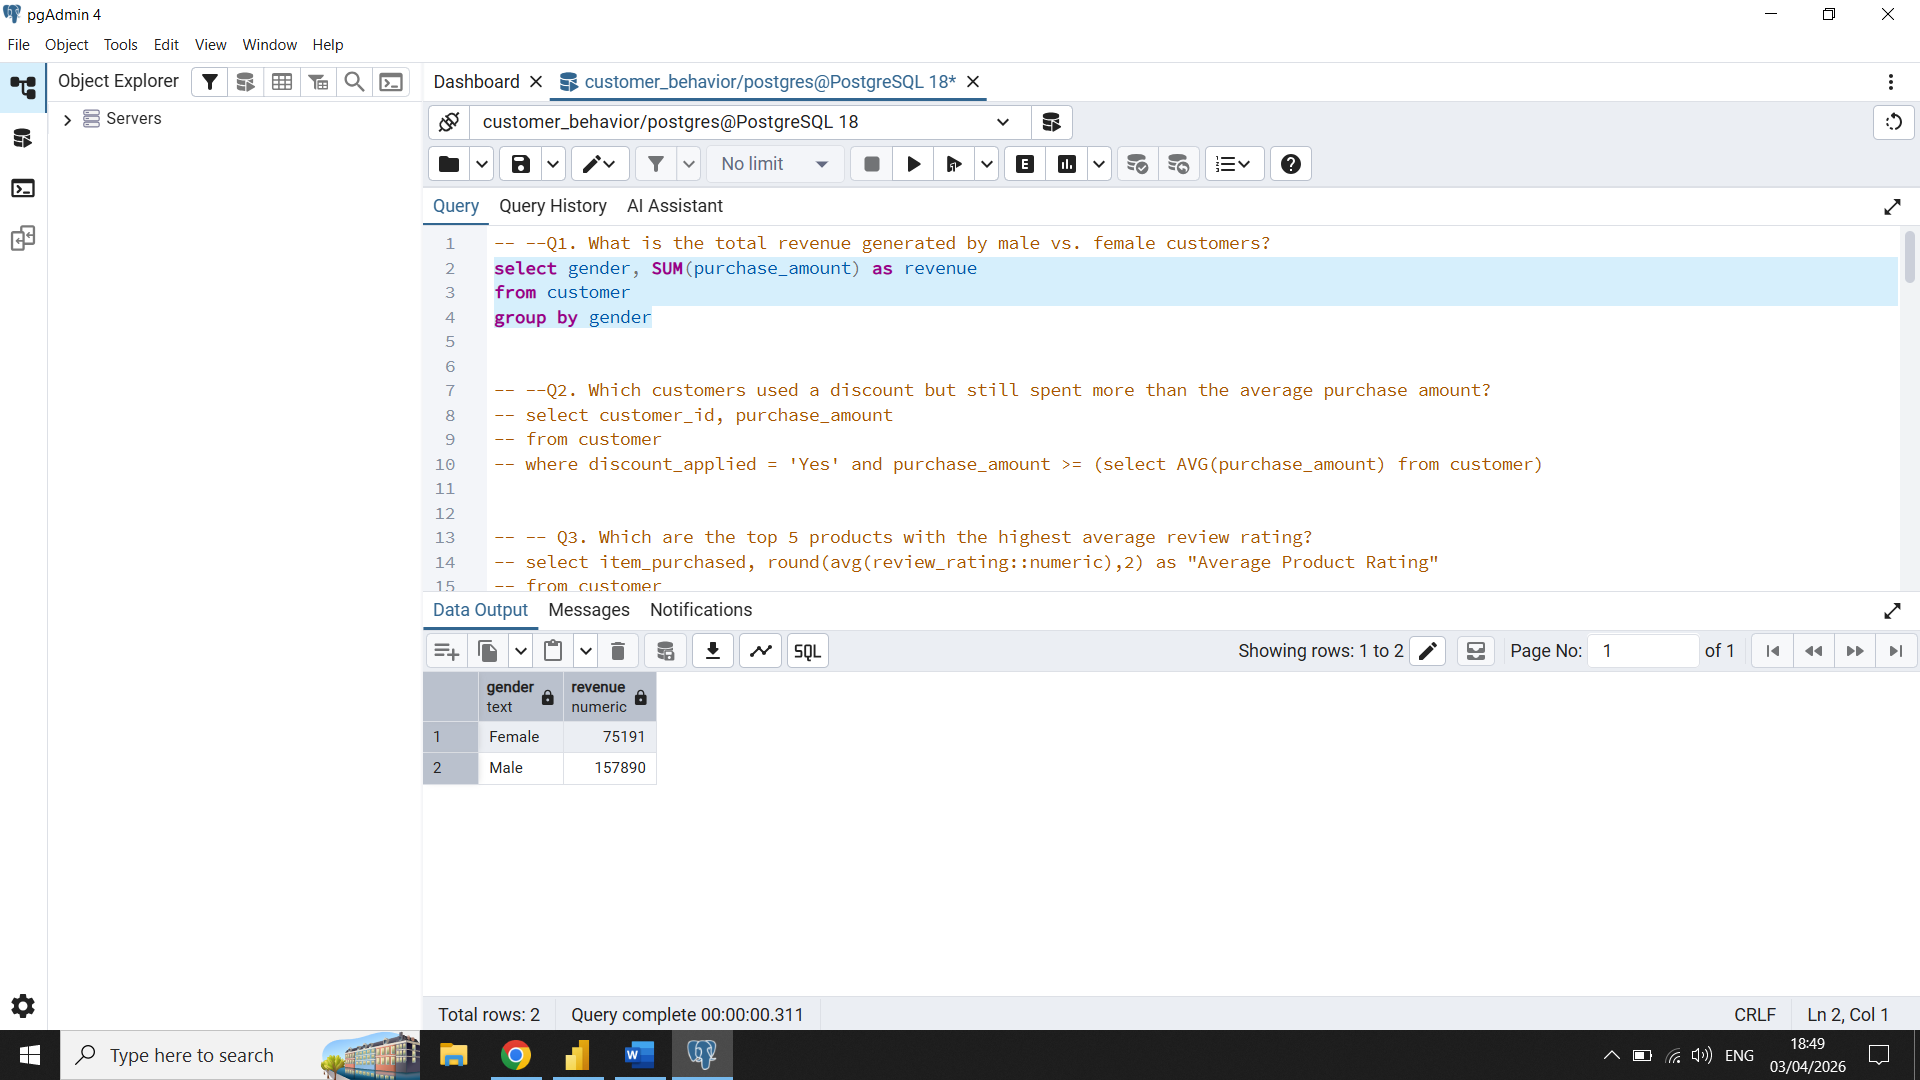 pgAdmin 4
File Object Tools Edit View Window Help
Object Explorer
Servers
Dashboard customer_behavior/postgres@PostgreSQL 18*
customer_behavior/postgres@PostgreSQL 18
No limit
E
Query Query History AI Assistant
1 -- --Q1. What is the total revenue generated by male vs. female customers?
2 select gender, SUM(purchase_amount) as revenue
3 from customer
4 group by gender
5
6
7 -- --Q2. Which customers used a discount but still spent more than the average purchase amount?
8 -- select customer_id, purchase_amount
9 -- from customer
10 -- where discount_applied = 'Yes' and purchase_amount >= (select AVG(purchase_amount) from customer)
11
12
13 -- -- Q3. Which are the top 5 products with the highest average review rating?
14 -- select item_purchased, round(avg(review_rating::numeric),2) as "Average Product Rating"
15 -- from customer
Data Output Messages Notifications
SQL Showing rows: 1 to 2 Page No: 1 of 1
gender revenue
text numeric
1 Female 75191
2 Male 157890
Total rows: 2 Query complete 00:00:00.311 CRLF Ln 2, Col 1
Type here to search
ENG
18:49
03/04/2026